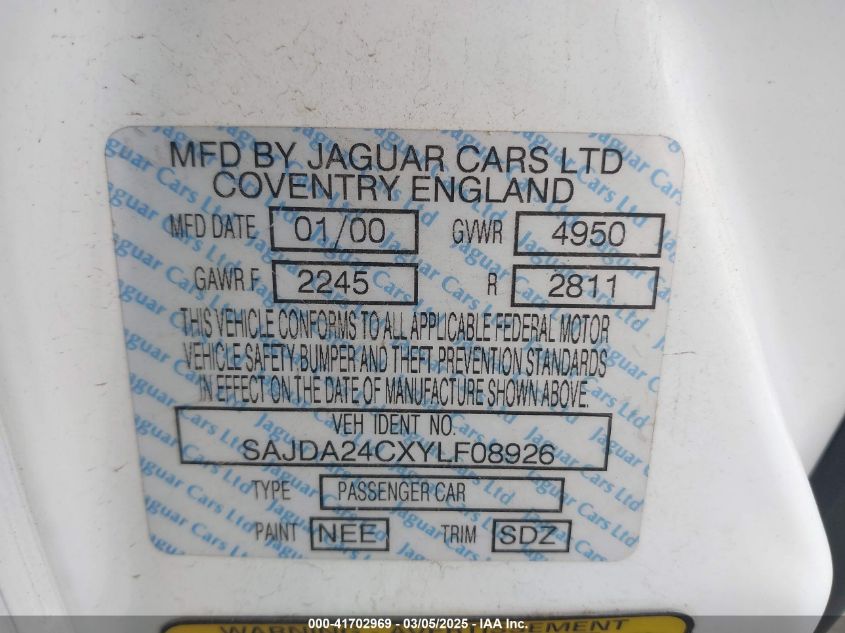 MFD BY JAGUAR CARS LTD
COVENTRY ENGLAND
MFD DATE 01/00 GVWR 4950
GAWR F 2245 R 2811
THIS VEHICLE CONFORMS TO ALL APPLICABLE FEDERAL MOTOR
VEHICLE SAFETY, BUMPER AND THEFT PREVENTION STANDARDS
IN EFFECT ON THE DATE OF MANUFACTURE SHOWN ABOVE.
VEH IDENT NO.
SAJDA24CXYLF08926
TYPE PASSENGER CAR
PAINT NEE TRIM SDZ
WARNING AVERTISSEMENT
000-41702969 - 03/05/2025 - IAA Inc.